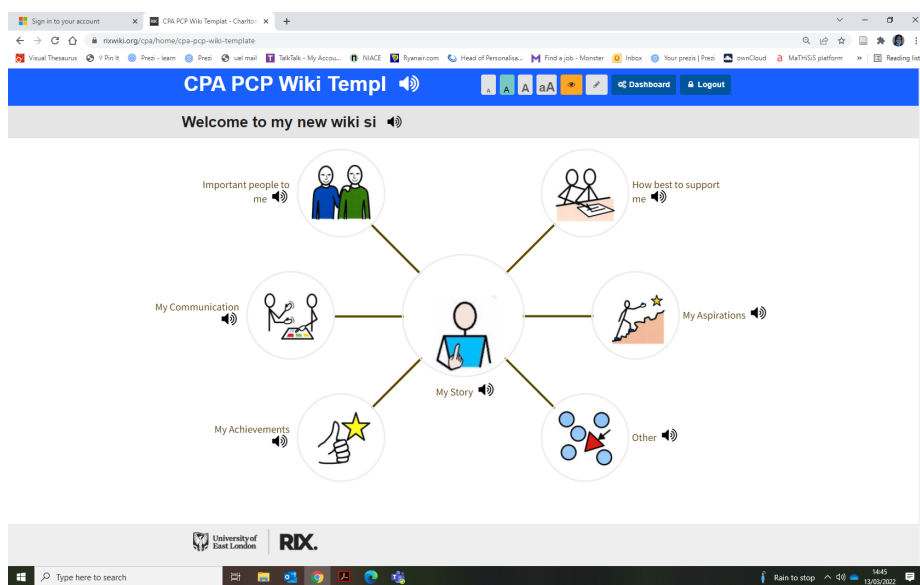 Sign in to your account
CPA PCP Wiki Templat - Charlton
rixwiki.org/cpa/home/cpa-pcp-wiki-template
Visual Thesaurus
Pin It
Prezi - learn
Prezi
uel mail
TalkTalk - My Accou...
NIACE
Ryanair.com
Head of Personalisa...
Find a job - Monster
Inbox
Your prezis | Prezi
ownCloud
MaTHiSiS platform
Reading list
CPA PCP Wiki Templ
A A A aA
Dashboard
Logout
Welcome to my new wiki si
Important people to
me
How best to support
me
My Communication
My Aspirations
My Story
My Achievements
Other
University of
East London
RIX.
Type here to search
Rain to stop
14:45
13/03/2022